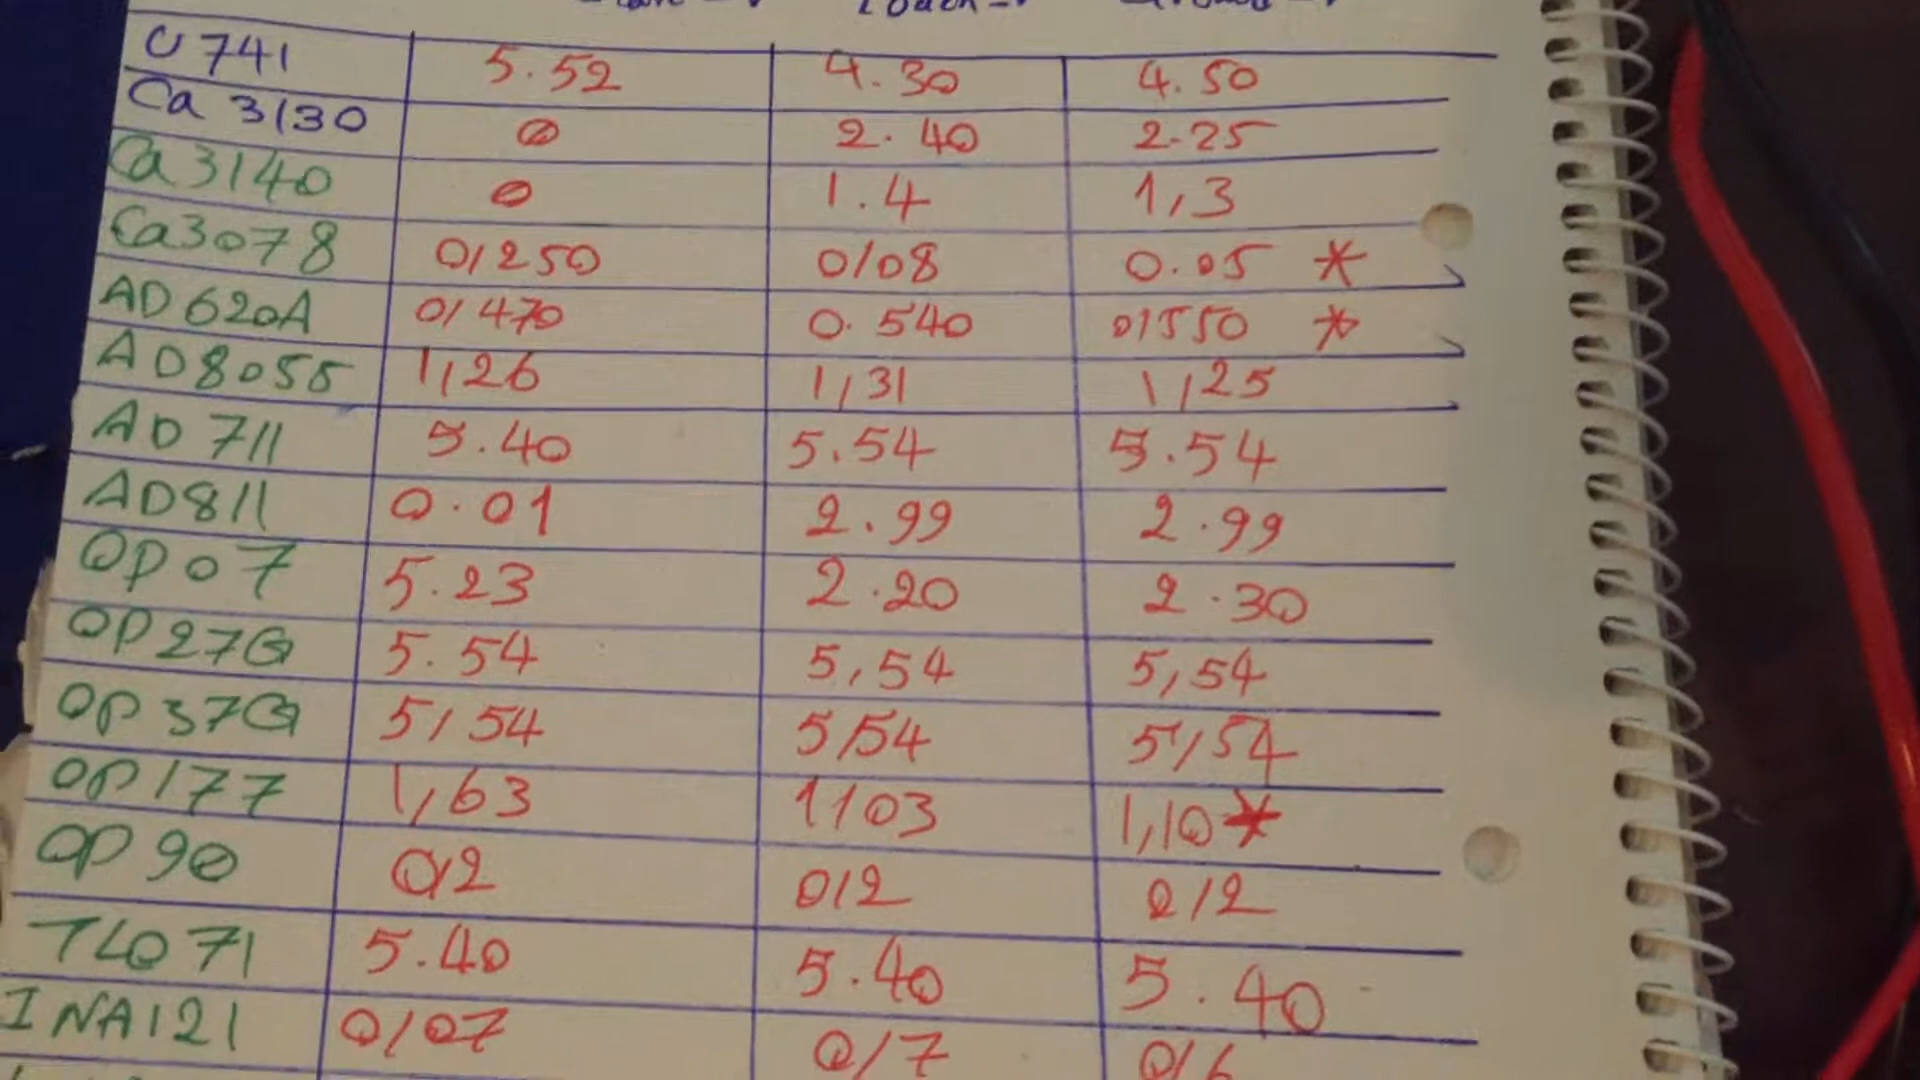 U741 5.52 4.30 4.50
Ca 3130 0 2.40 2.25
Ca3140 0 1.4 1,3
Ca3078 0/250 0/08 0.05 *
AD620A 0/470 0.540 0/550 *
AD8055 1,26 1,31 1,25
AD711 5.40 5.54 5.54
AD811 0.01 2.99 2.99
OP07 5.23 2.20 2.30
OP27G 5.54 5,54 5,54
OP37G 5/54 5/54 5/54
OP177 1,63 1/03 1,10*
OP90 0/2 0/2 0/2
TL071 5.40 5.40 5.40
INA121 0/07 0/7 0/6